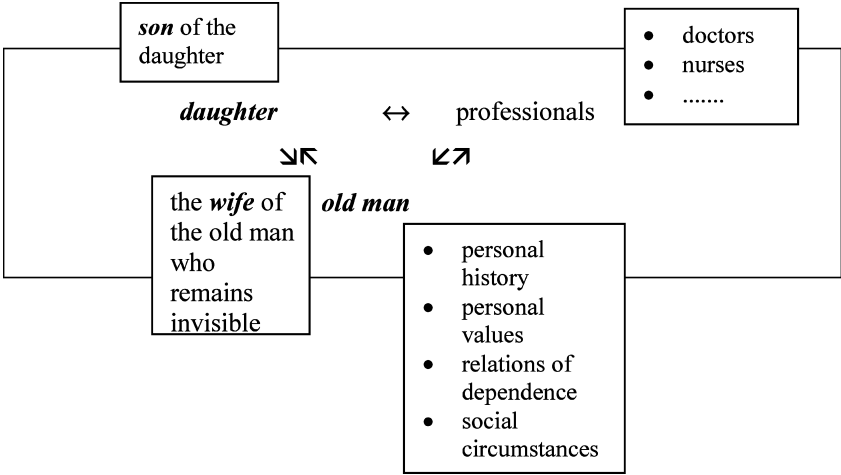 son of the
daughter
• doctors
• nurses
• .......
daughter ↔ professionals
the wife of
the old man
who
remains
invisible
old man
• personal
history
• personal
values
• relations of
dependence
• social
circumstances